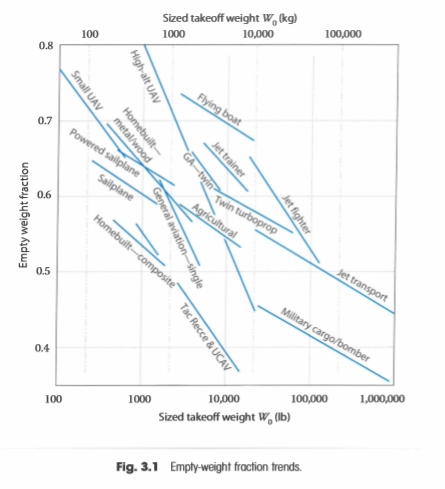 Sized takeoff weight W₀ (kg)
100 1000 10,000 100,000
0.8
0.7
0.6
0.5
0.4
Empty weight fraction
Small UAV
High-alt UAV
Homebuilt—
metal/wood
Flying boat
Powered sailplane
Sailplane
GA—twin
Jet trainer
Jet fighter
General aviation—single
Agricultural
Twin turboprop
Homebuilt—composite
Jet transport
Tac Recce & UCAV
Military cargo/bomber
100 1000 10,000 100,000 1,000,000
Sized takeoff weight W₀ (lb)
Fig. 3.1 Empty-weight fraction trends.